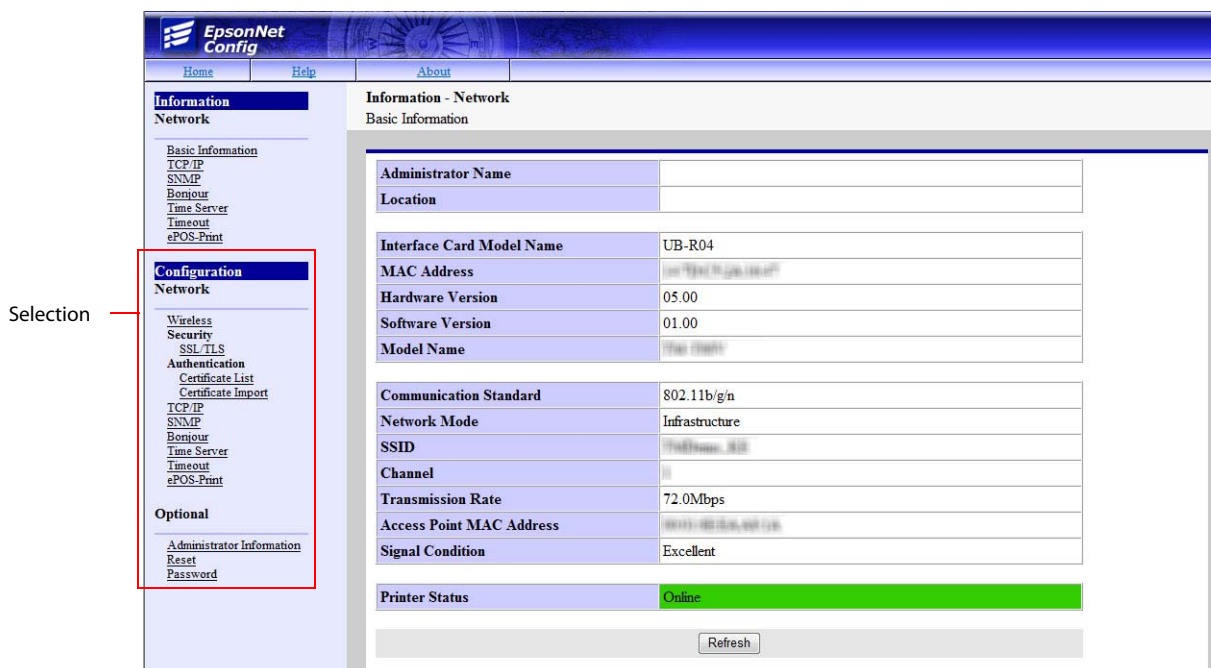 EpsonNet
Config
Home Help About
Information
Network
Basic Information
TCP/IP
SNMP
Bonjour
Time Server
Timeout
ePOS-Print
Selection
Configuration
Network
Wireless
Security
SSL/TLS
Authentication
Certificate List
Certificate Import
TCP/IP
SNMP
Bonjour
Time Server
Timeout
ePOS-Print
Optional
Administrator Information
Reset
Password
Information - Network
Basic Information
Administrator Name
Location
Interface Card Model Name UB-R04
MAC Address
Hardware Version 05.00
Software Version 01.00
Model Name
Communication Standard 802.11b/g/n
Network Mode Infrastructure
SSID
Channel
Transmission Rate 72.0Mbps
Access Point MAC Address
Signal Condition Excellent
Printer Status Online
Refresh